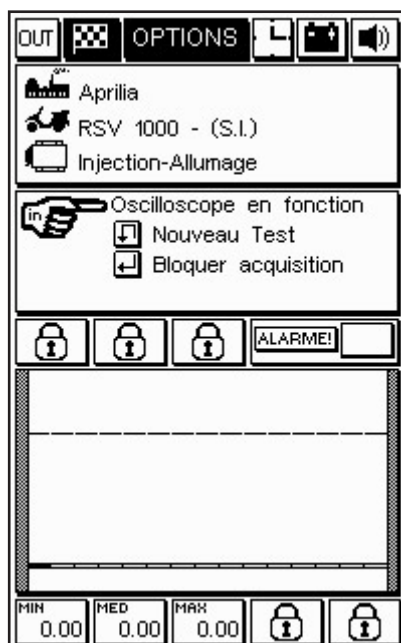 OUT OPTIONS
Aprilia
RSV 1000 - (S.I.)
Injection-Allumage
in Oscilloscope en fonction
Nouveau Test
Bloquer acquisition
ALARME!
MIN 0.00 MED 0.00 MAX 0.00